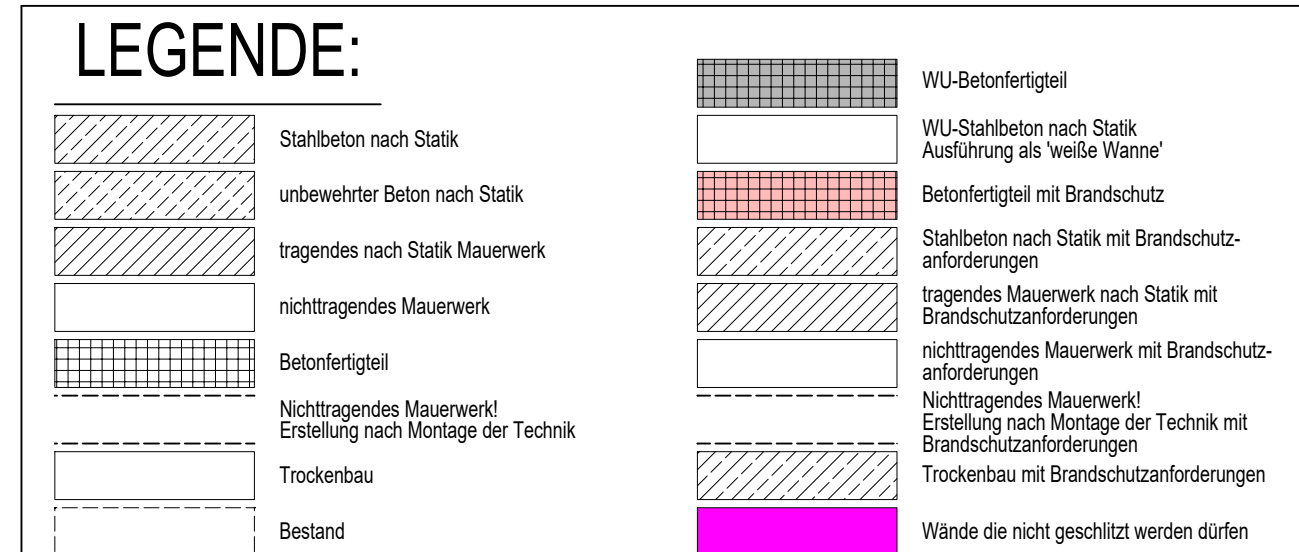 LEGENDE:
Stahlbeton nach Statik
unbewehrter Beton nach Statik
tragendes nach Statik Mauerwerk
nichttragendes Mauerwerk
Betonfertigteil
Nichttragendes Mauerwerk!
Erstellung nach Montage der Technik
Trockenbau
Bestand
WU-Betonfertigteil
WU-Stahlbeton nach Statik
Ausführung als 'weiße Wanne'
Betonfertigteil mit Brandschutz
Stahlbeton nach Statik mit Brandschutz-
anforderungen
tragendes Mauerwerk nach Statik mit
Brandschutzanforderungen
nichttragendes Mauerwerk mit Brandschutz-
anforderungen
Nichttragendes Mauerwerk!
Erstellung nach Montage der Technik mit
Brandschutzanforderungen
Trockenbau mit Brandschutzanforderungen
Wände die nicht geschlitzt werden dürfen